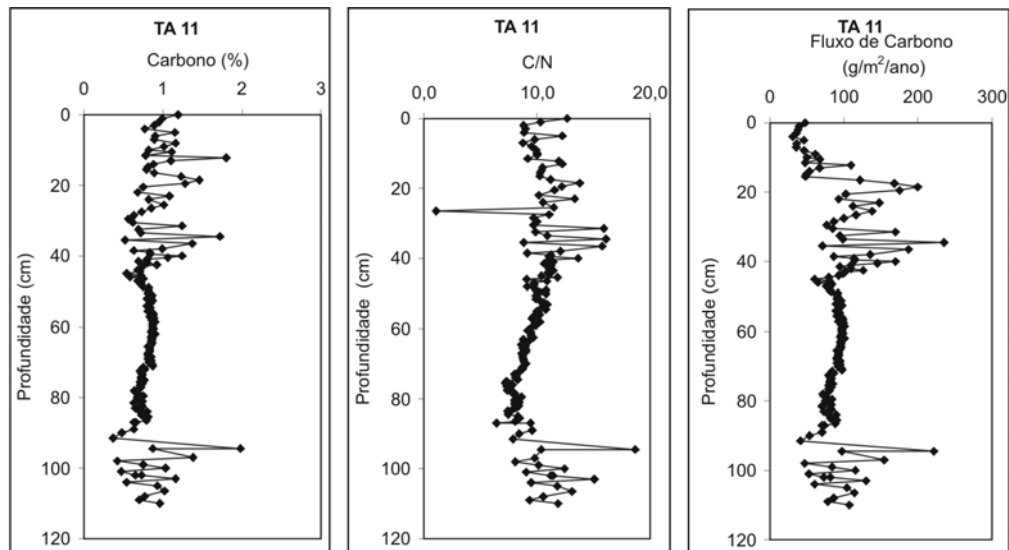 TA 11
Carbono (%)
0 1 2 3
0
20
40
60
80
100
120
Profundidade (cm)
TA 11
C/N
0,0 10,0 20,0
0
20
40
60
80
100
120
Profundidade (cm)
TA 11
Fluxo de Carbono
(g/m²/ano)
0 100 200 300
0
20
40
60
80
100
120
Profundidade (cm)